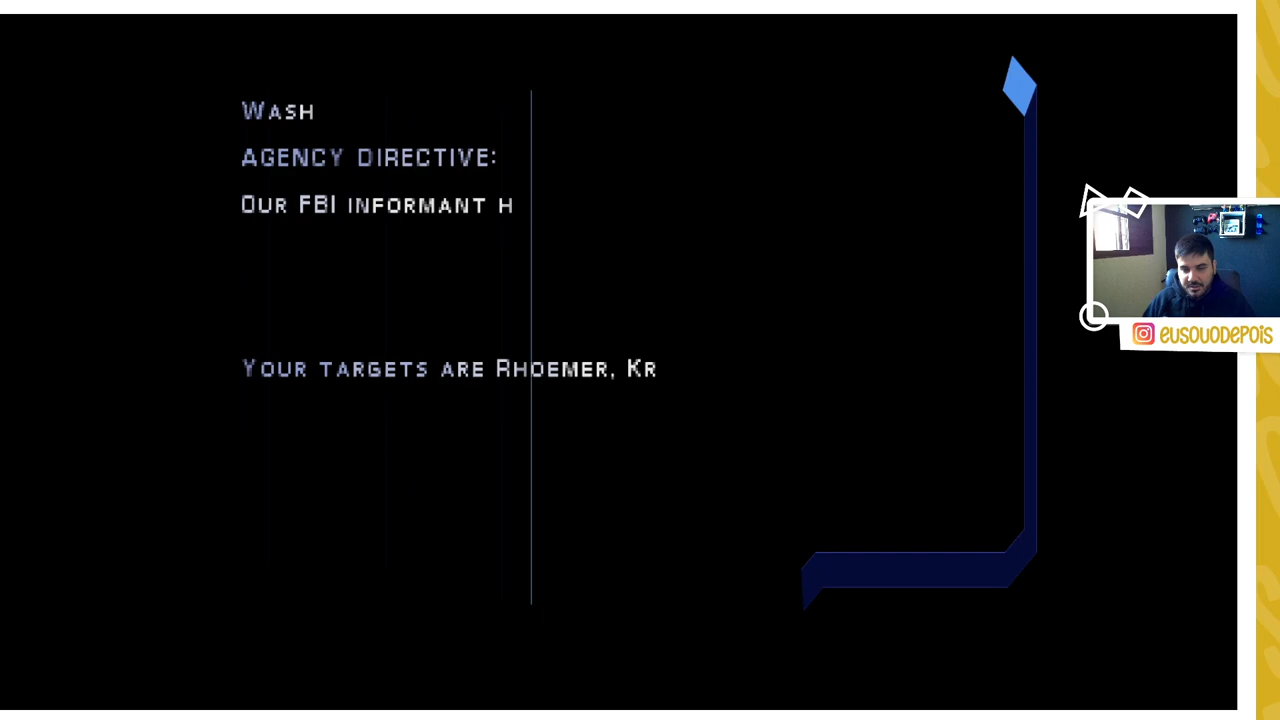 Wash
AGENCY DIRECTIVE:
Our FBI informant h
Your targets are Rhoemer, Kr
eusouodepois